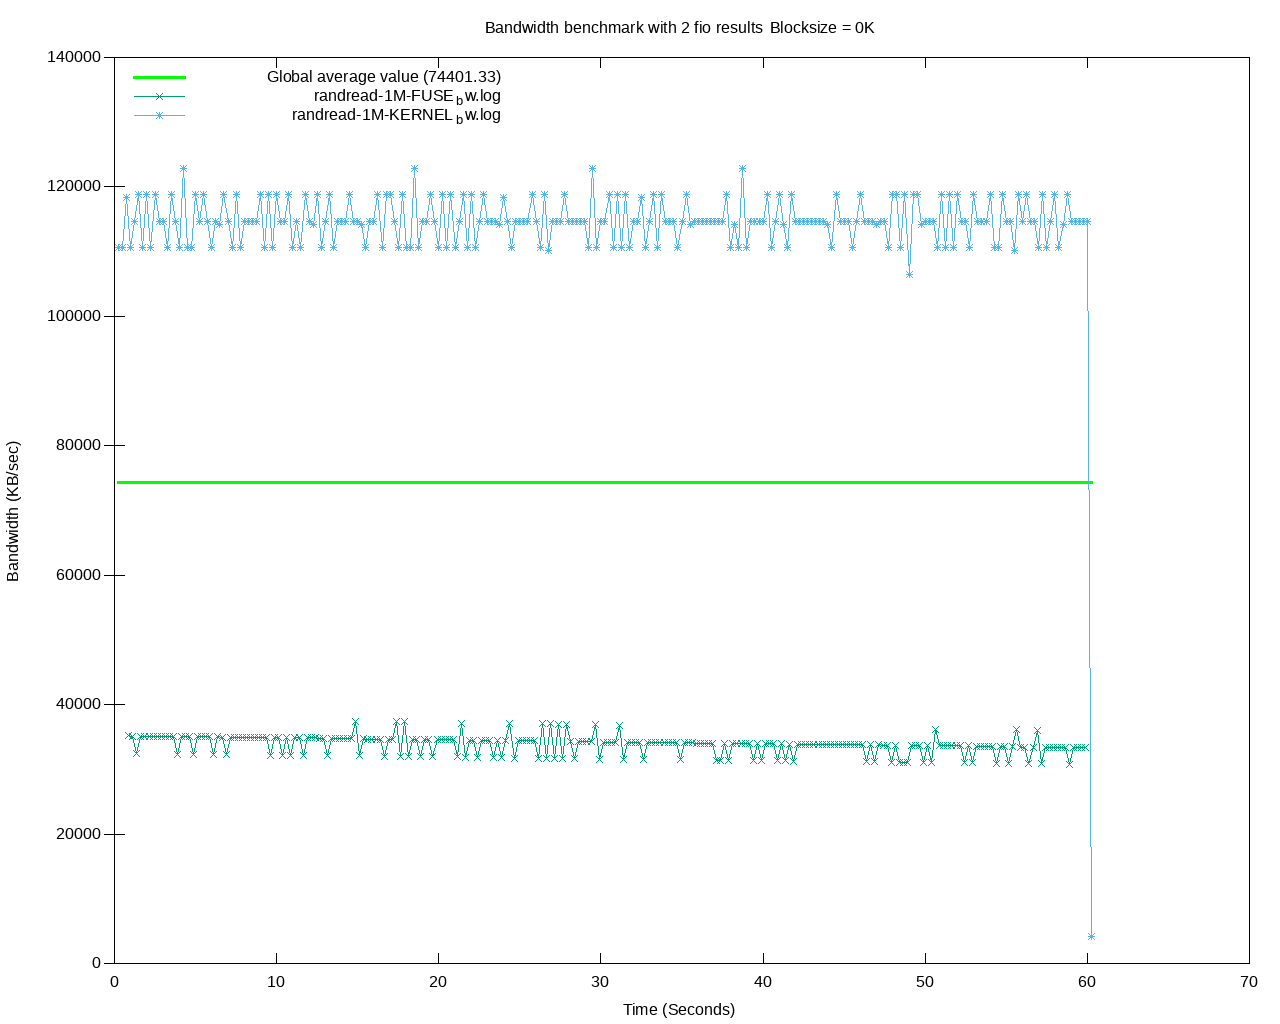 Bandwidth benchmark with 2 fio results Blocksize = 0K
140000
120000
100000
80000
60000
40000
20000
0
Bandwidth (KB/sec)
Global average value (74401.33)
randread-1M-FUSE_bw.log
randread-1M-KERNEL_bw.log
0 10 20 30 40 50 60 70
Time (Seconds)